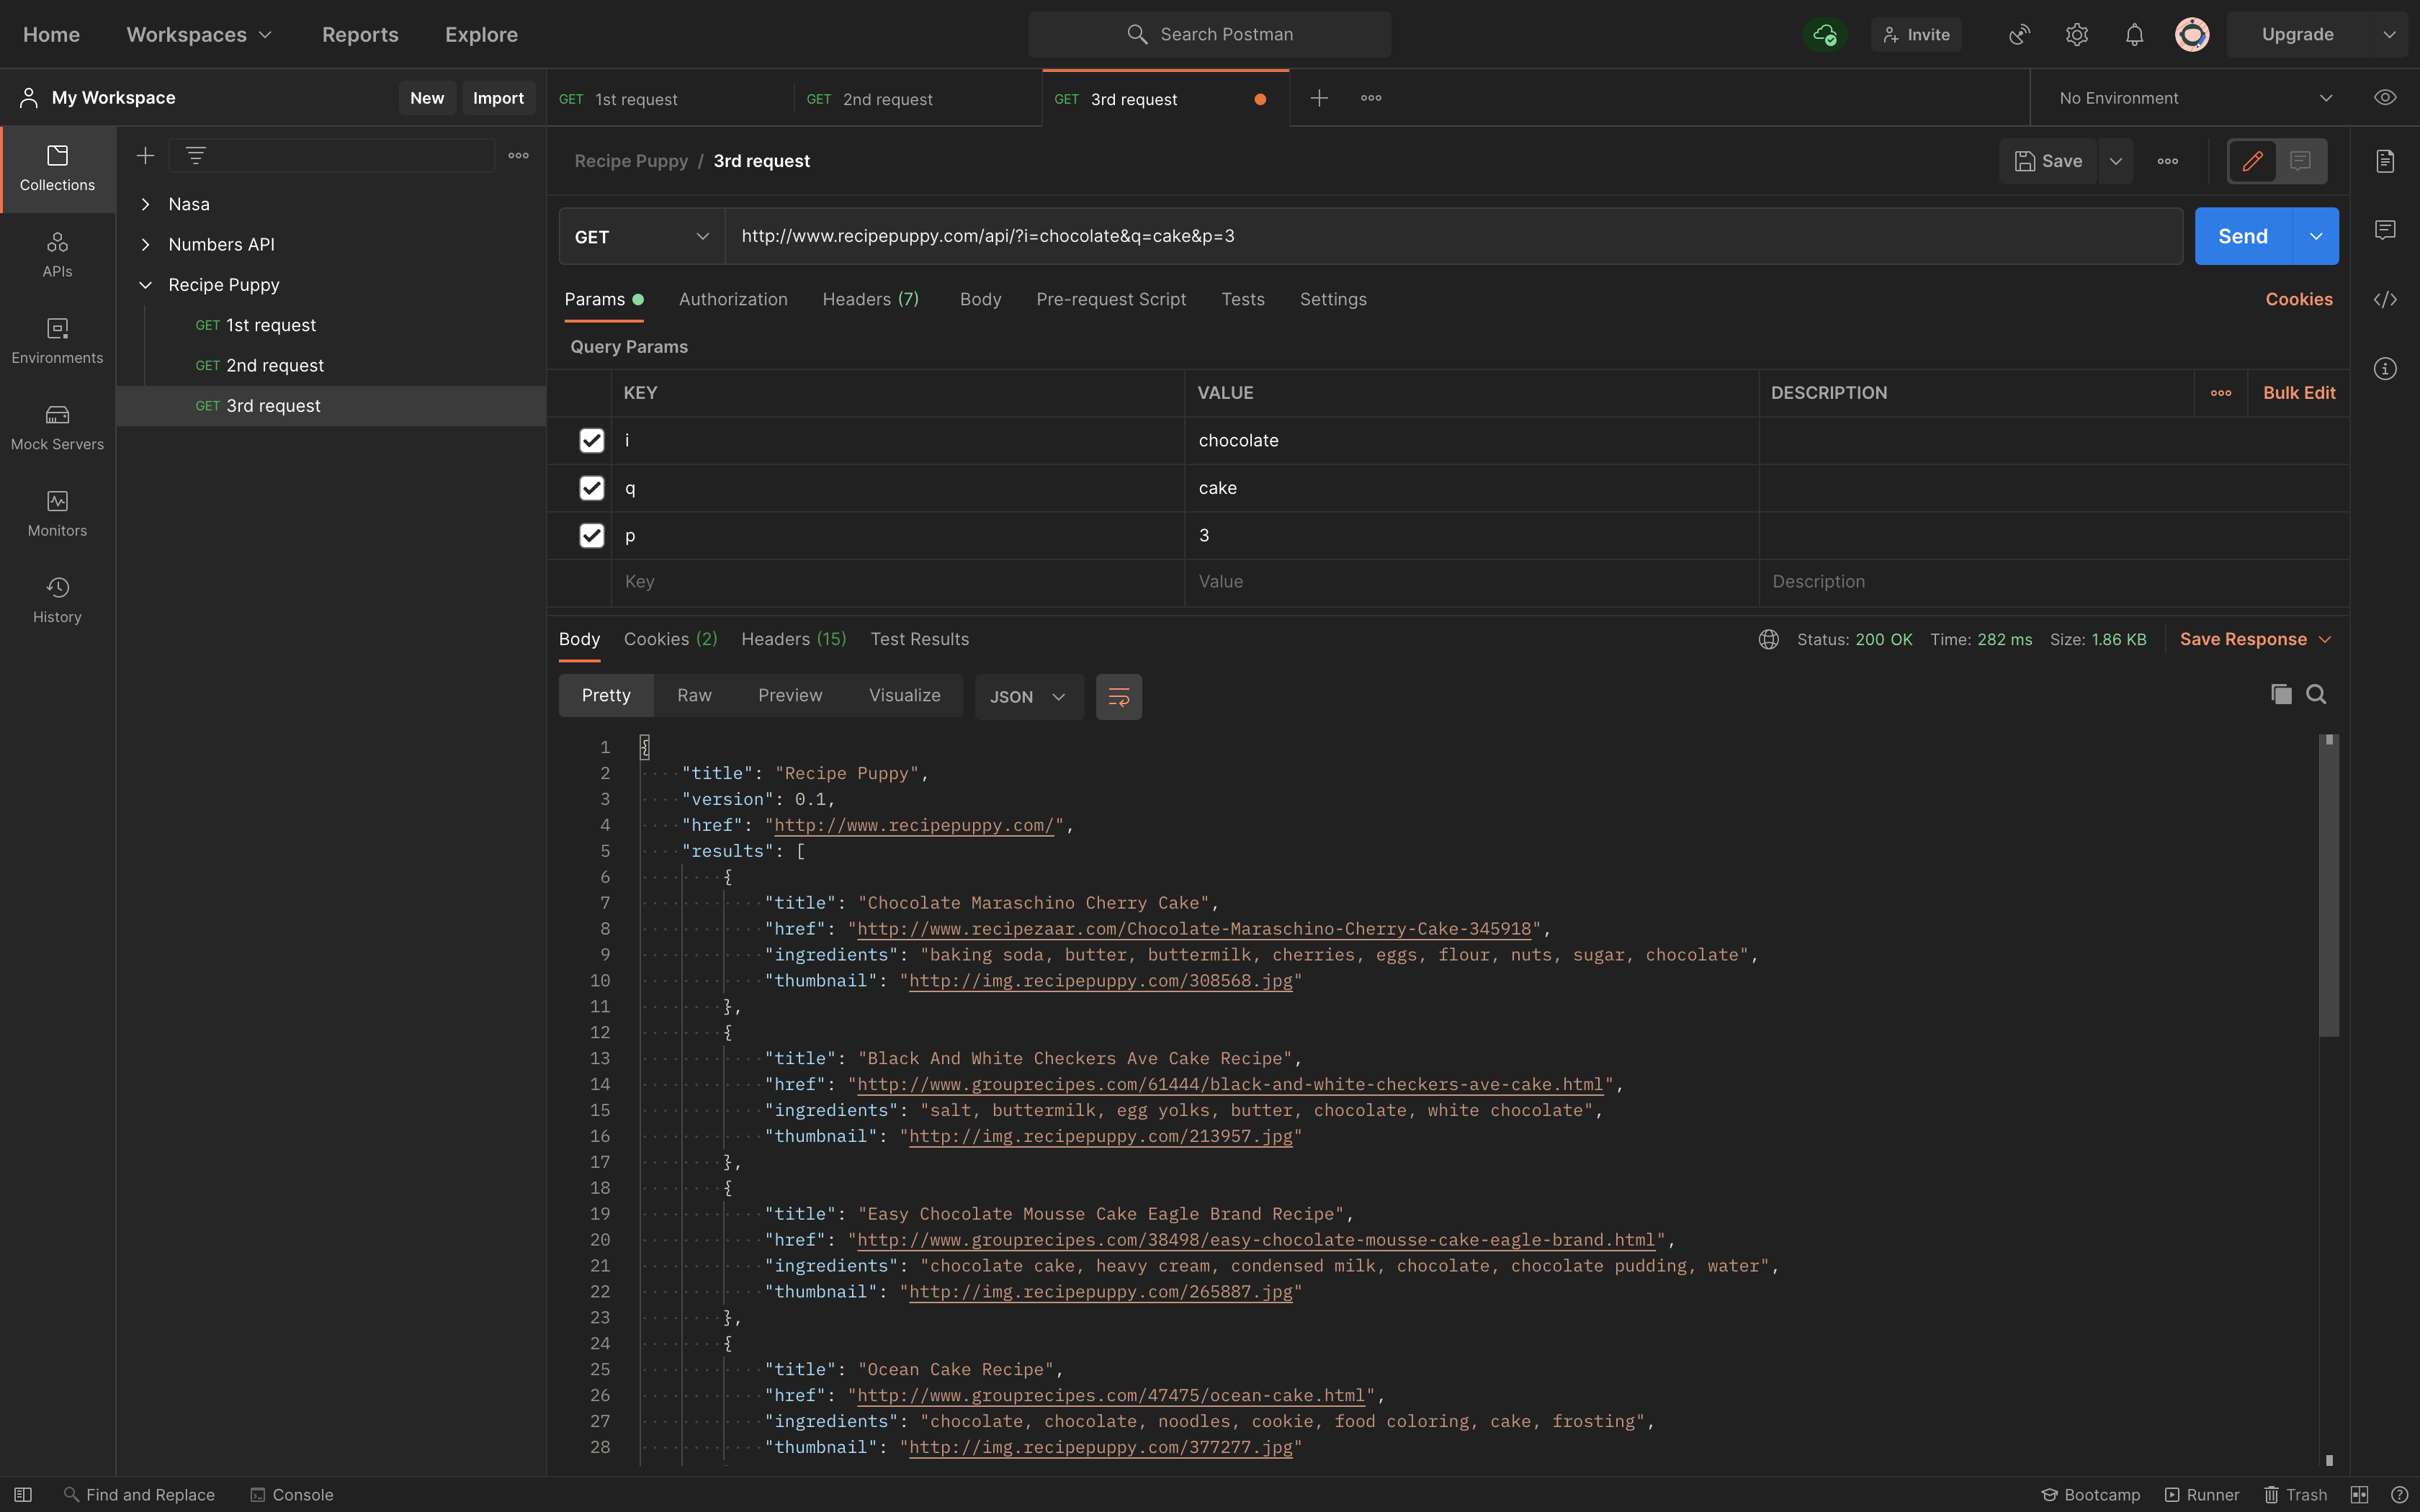 Home Workspaces Reports Explore Search Postman Invite Upgrade
My Workspace New Import GET 1st request GET 2nd request GET 3rd request No Environment
Collections
APIs
Environments
Mock Servers
Monitors
History
Nasa
Numbers API
Recipe Puppy
GET 1st request
GET 2nd request
GET 3rd request
Recipe Puppy / 3rd request Save
GET http://www.recipepuppy.com/api/?i=chocolate&q=cake&p=3 Send
Params Authorization Headers (7) Body Pre-request Script Tests Settings Cookies
Query Params
KEY VALUE DESCRIPTION Bulk Edit
i chocolate
q cake
p 3
Key Value Description
Body Cookies (2) Headers (15) Test Results Status: 200 OK Time: 282 ms Size: 1.86 KB Save Response
Pretty Raw Preview Visualize JSON
1 {
2 "title": "Recipe Puppy",
3 "version": 0.1,
4 "href": "http://www.recipepuppy.com/",
5 "results": [
6 {
7 "title": "Chocolate Maraschino Cherry Cake",
8 "href": "http://www.recipezaar.com/Chocolate-Maraschino-Cherry-Cake-345918",
9 "ingredients": "baking soda, butter, buttermilk, cherries, eggs, flour, nuts, sugar, chocolate",
10 "thumbnail": "http://img.recipepuppy.com/308568.jpg"
11 },
12 {
13 "title": "Black And White Checkers Ave Cake Recipe",
14 "href": "http://www.grouprecipes.com/61444/black-and-white-checkers-ave-cake.html",
15 "ingredients": "salt, buttermilk, egg yolks, butter, chocolate, white chocolate",
16 "thumbnail": "http://img.recipepuppy.com/213957.jpg"
17 },
18 {
19 "title": "Easy Chocolate Mousse Cake Eagle Brand Recipe",
20 "href": "http://www.grouprecipes.com/38498/easy-chocolate-mousse-cake-eagle-brand.html",
21 "ingredients": "chocolate cake, heavy cream, condensed milk, chocolate, chocolate pudding, water",
22 "thumbnail": "http://img.recipepuppy.com/265887.jpg"
23 },
24 {
25 "title": "Ocean Cake Recipe",
26 "href": "http://www.grouprecipes.com/47475/ocean-cake.html",
27 "ingredients": "chocolate, chocolate, noodles, cookie, food coloring, cake, frosting",
28 "thumbnail": "http://img.recipepuppy.com/377277.jpg"
Find and Replace Console Bootcamp Runner Trash